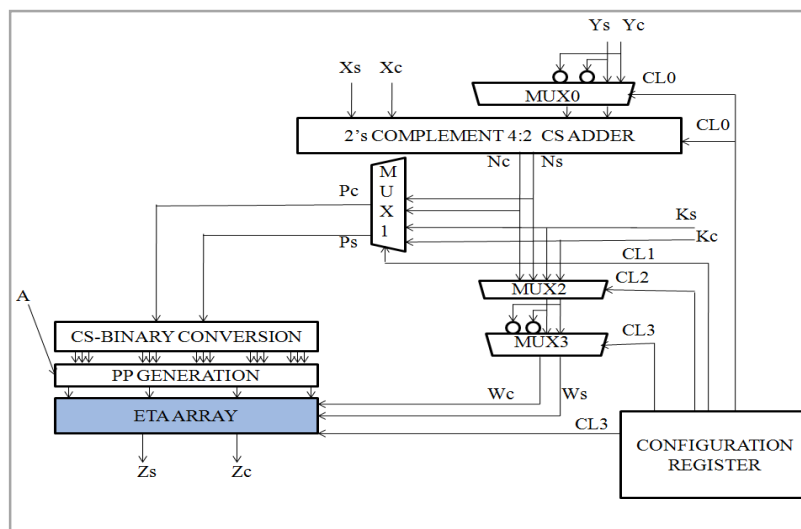 Ys Yc
Xs Xc
CL0
MUX0
CL0
2's COMPLEMENT 4:2 CS ADDER
Nc Ns
M
U
X
1
Pc
Ks
Ps
Kc
CL1
CL2
MUX2
A
CS-BINARY CONVERSION
CL3
MUX3
PP GENERATION
Wc Ws
ETA ARRAY
CL3
CONFIGURATION
REGISTER
Zs Zc